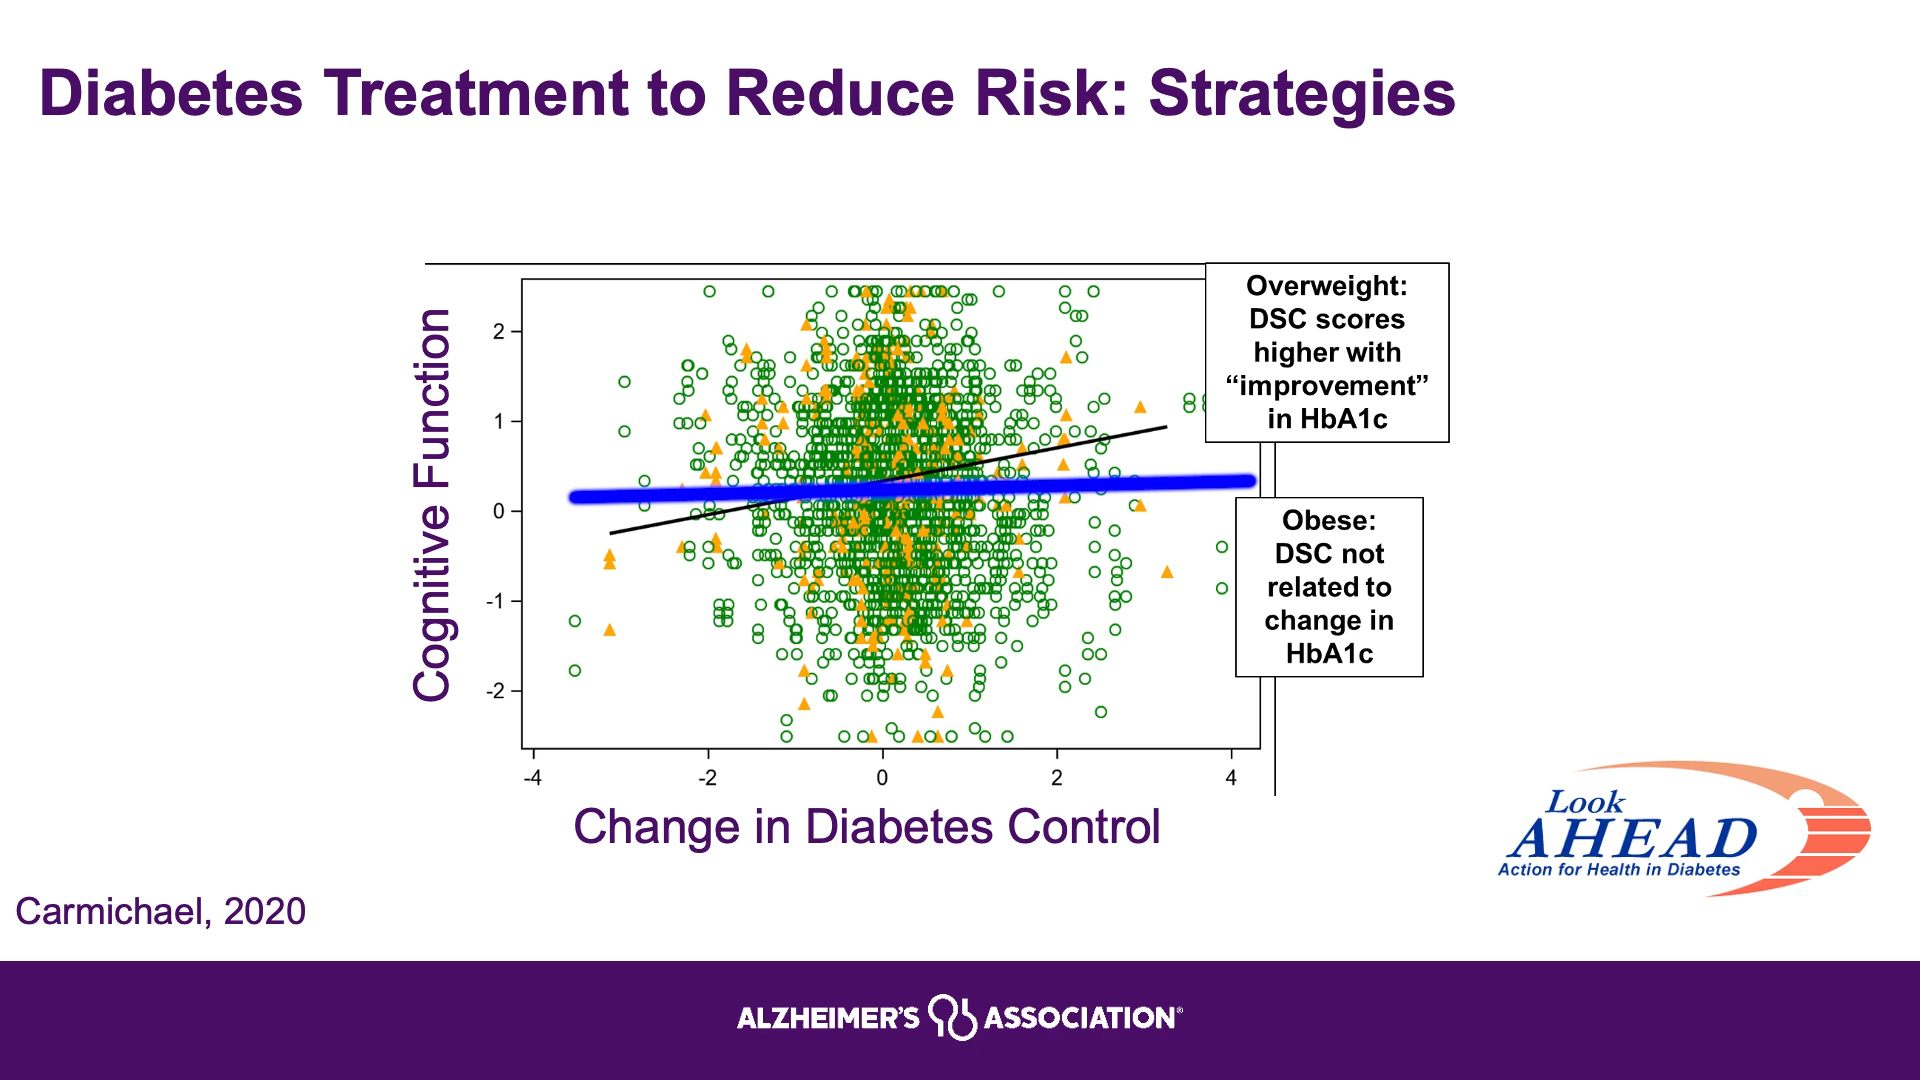 Diabetes Treatment to Reduce Risk: Strategies
Cognitive Function
2
1
0
-1
-2
-4
-2
0
2
4
Change in Diabetes Control
Overweight:
DSC scores
higher with
“improvement”
in HbA1c
Obese:
DSC not
related to
change in
HbA1c
Look
AHEAD
Action for Health in Diabetes
Carmichael, 2020
ALZHEIMER'S ASSOCIATION®